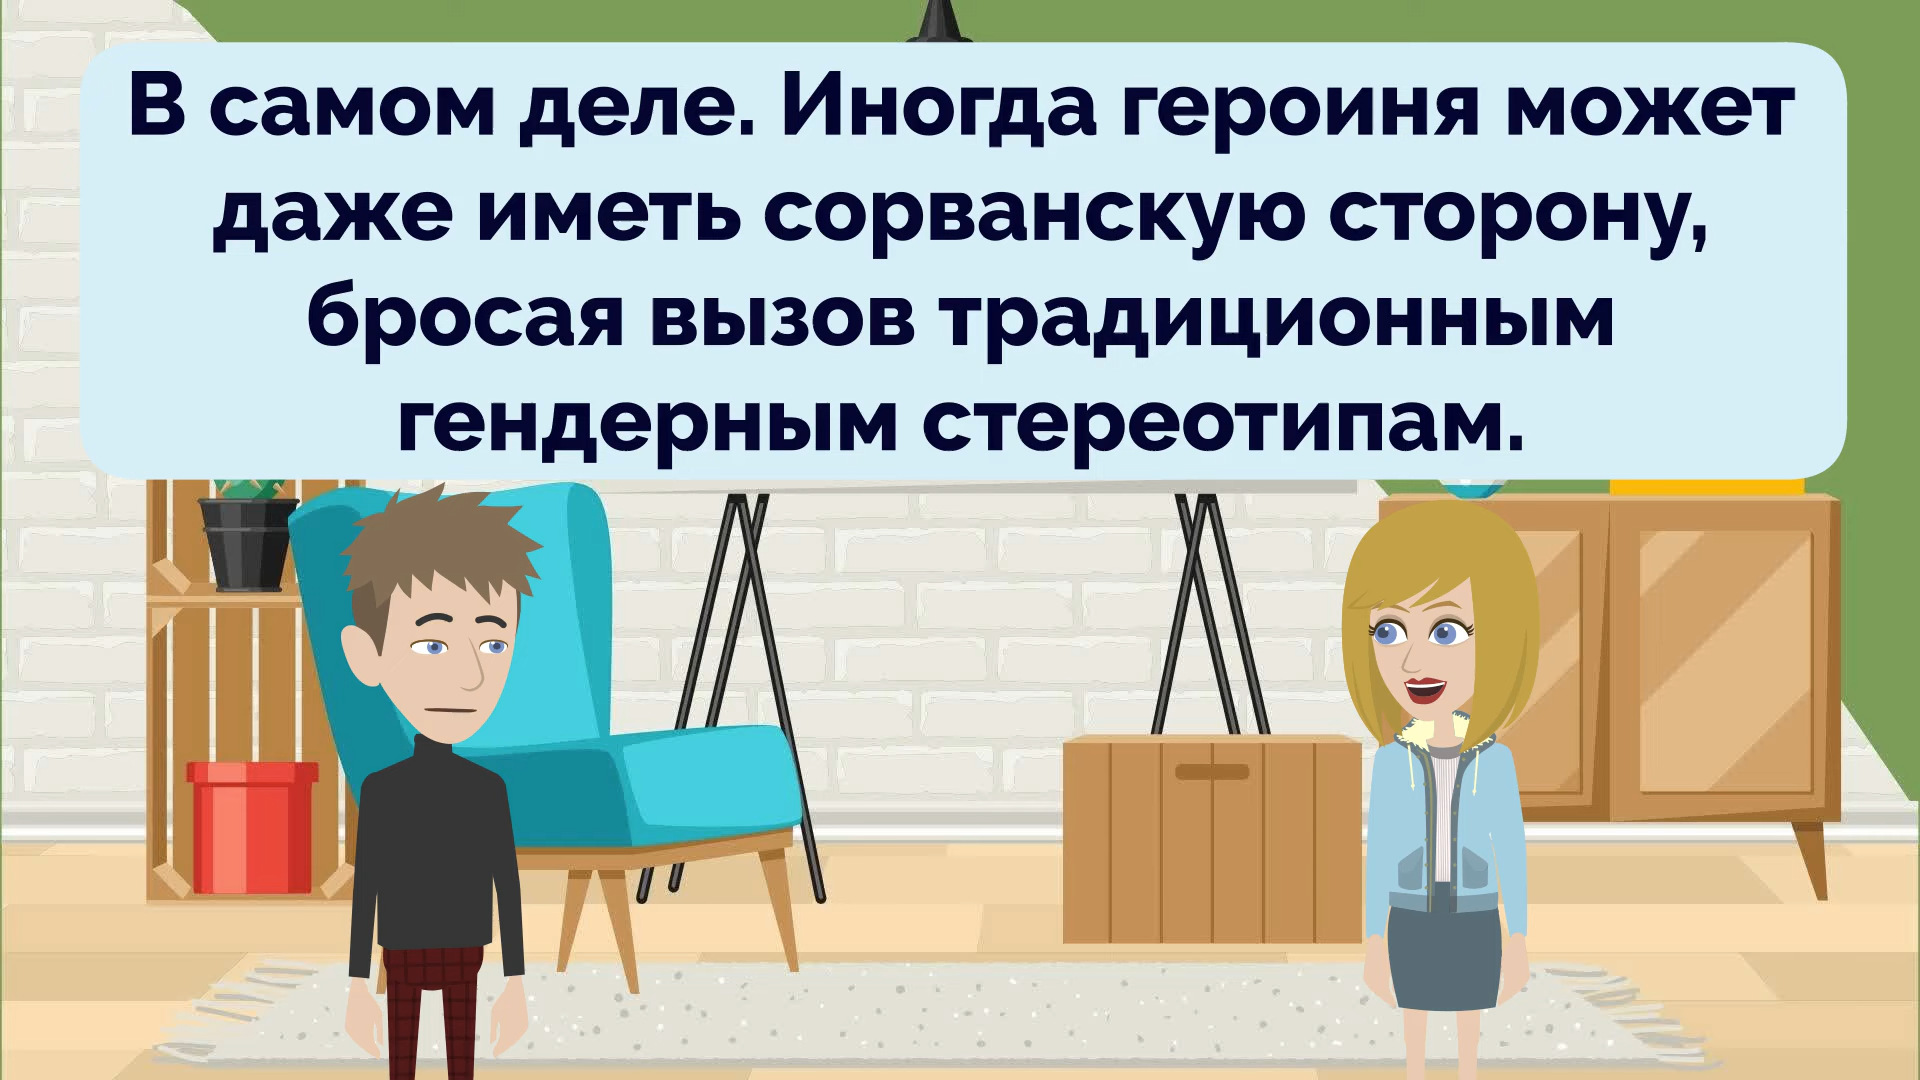 В самом деле. Иногда героиня может
даже иметь сорванскую сторону,
бросая вызов традиционным
гендерным стереотипам.